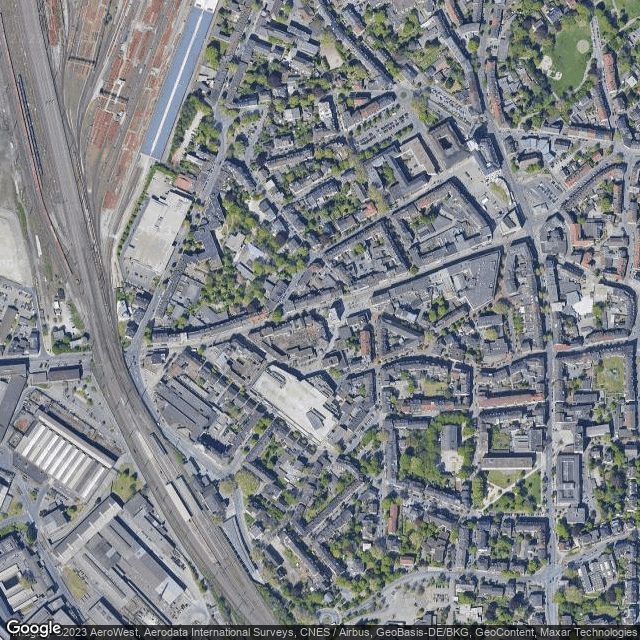 Google ©2023 AeroWest, Aerodata International Surveys, CNES / Airbus, GeoBasis-DE/BKG, GeoContent, Maxar Technologies